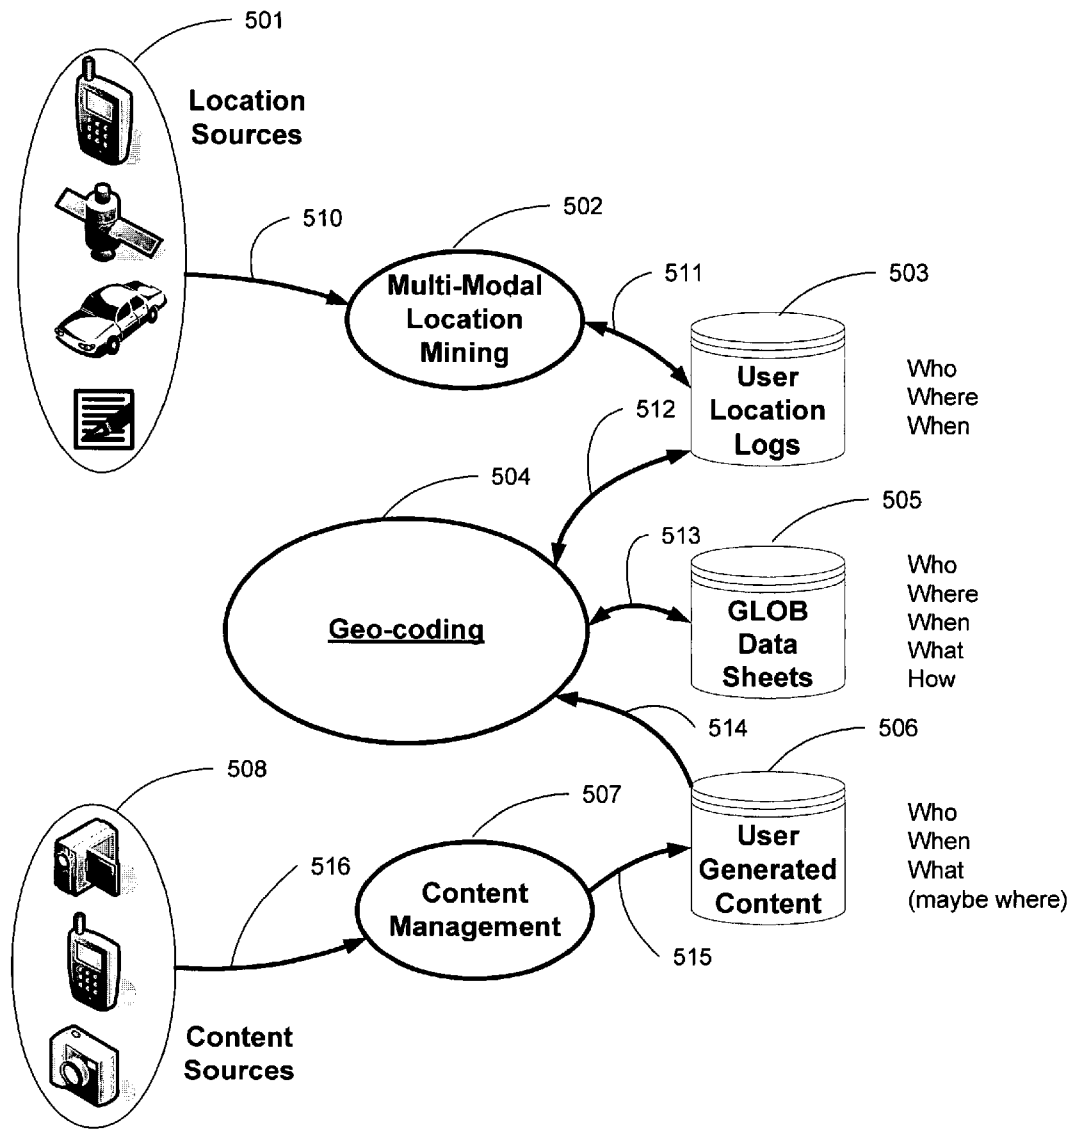 501
Location
Sources
510
502
Multi-Modal
Location
Mining
511
503
User
Location
Logs
Who
Where
When
512
504
Geo-coding
513
505
GLOB
Data
Sheets
Who
Where
When
What
How
514
506
User
Generated
Content
Who
When
What
(maybe where)
508
516
507
Content
Management
515
Content
Sources